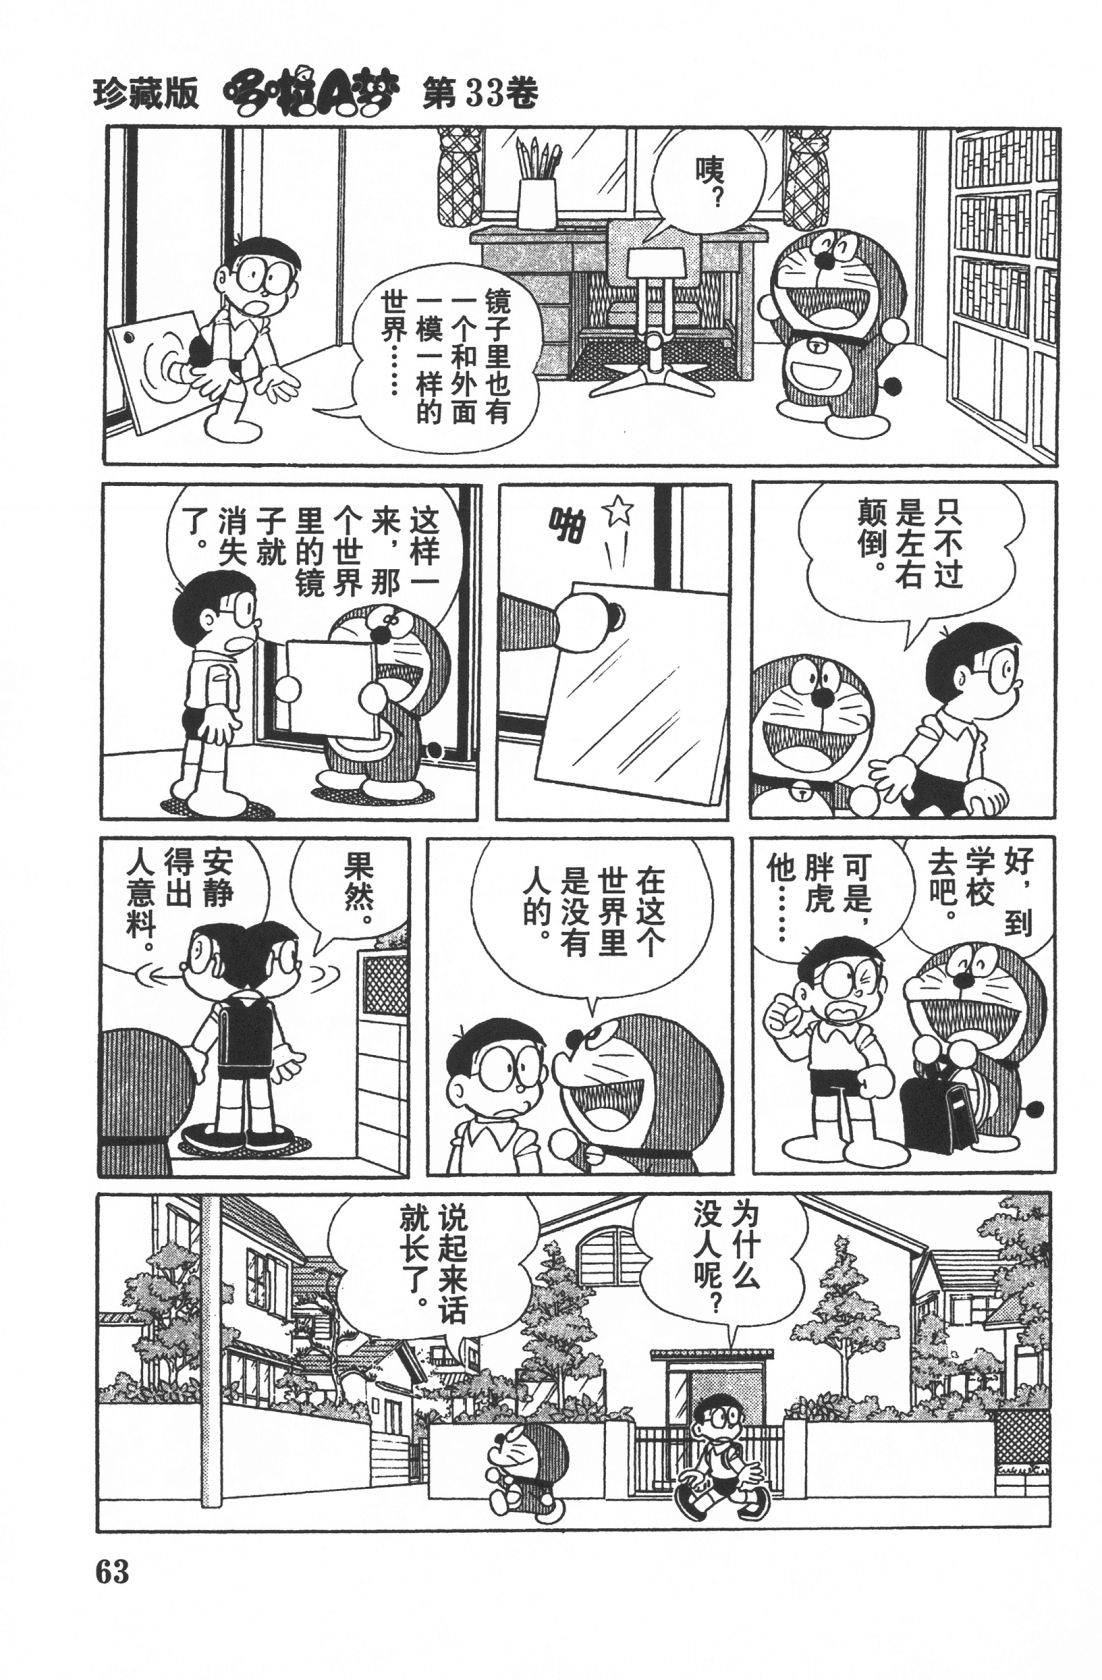 珍藏版 哆啦A梦 第33卷
咦？
镜子里也有
一个和外面
一模一样的
世界……
只不过
是左右
颠倒。
啪
这样一
来，那
个世界
里的镜
子就
消失
了。
好，到
学校
去吧。
可是，
胖虎
他……
在这个
世界里
是没有
人的。
果然。
安静
得出
人意料。
为什么
没人呢？
说起来话
就长了。
63